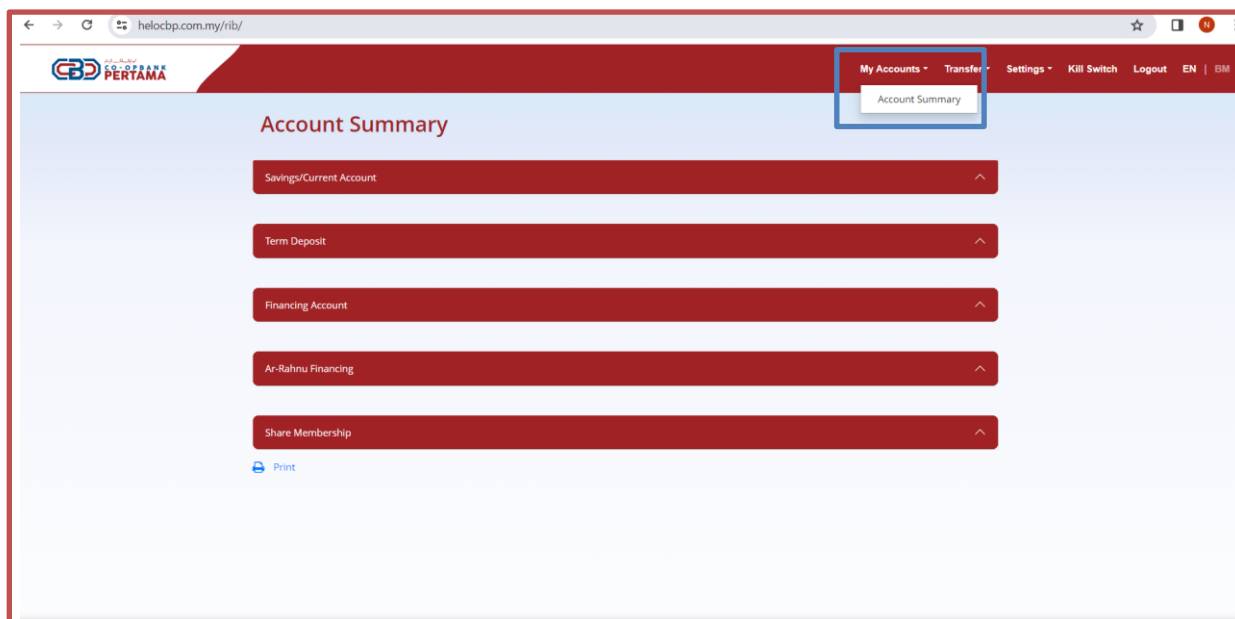 helocbp.com.my/rib/
N
CBP CO-OPBANK PERTAMA
My Accounts Transfer Settings Kill Switch Logout EN | BM
Account Summary
Account Summary
Savings/Current Account
Term Deposit
Financing Account
Ar-Rahnu Financing
Share Membership
Print